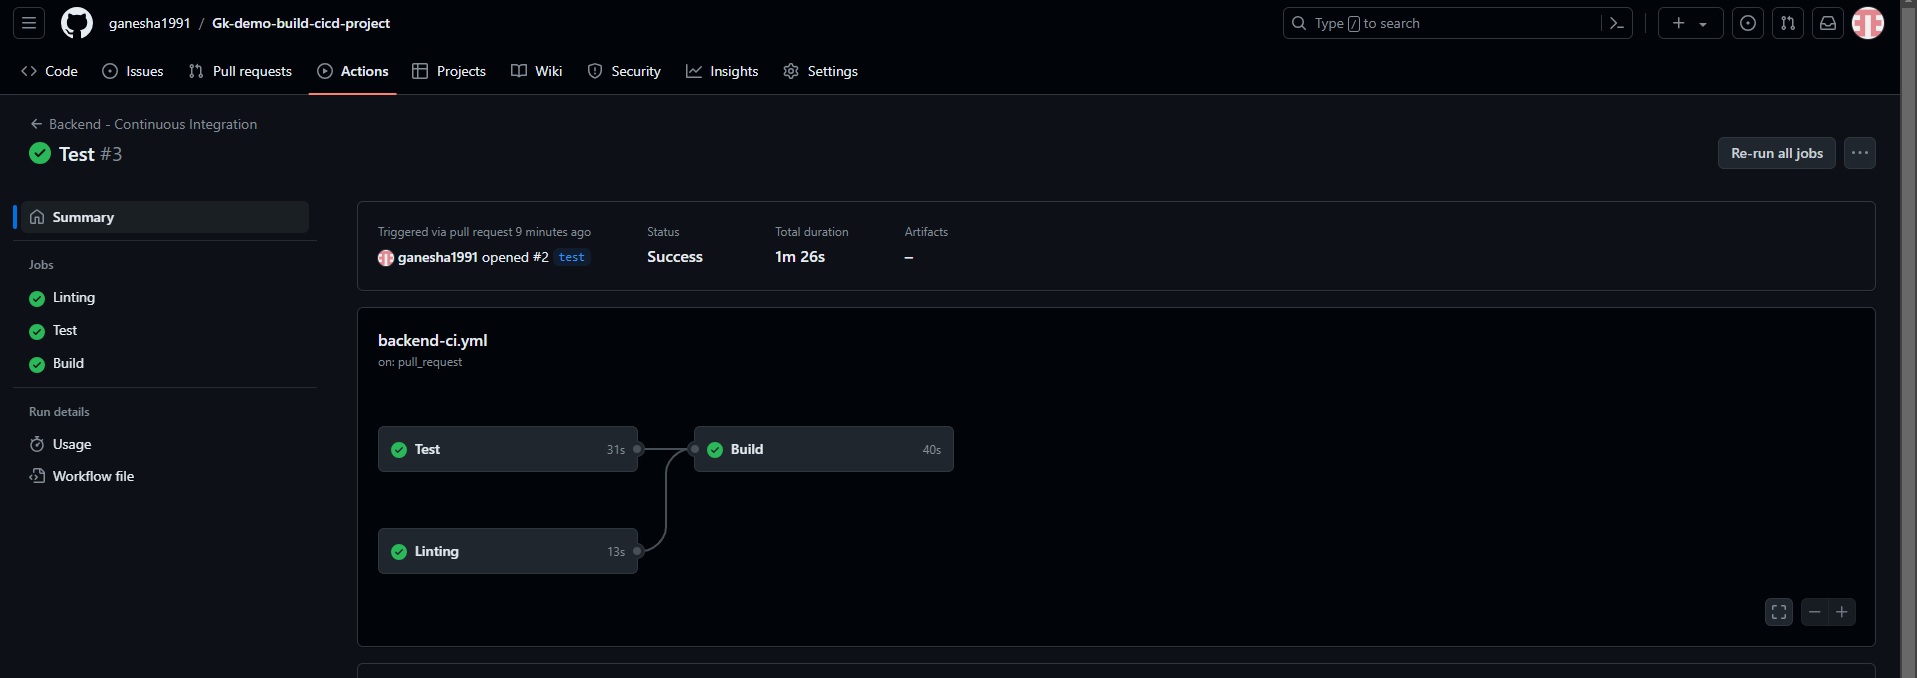 ganesha1991 / Gk-demo-build-cicd-project
Type / to search
Code Issues Pull requests Actions Projects Wiki Security Insights Settings
Backend - Continuous Integration
Test #3
Re-run all jobs
Summary
Jobs
Linting
Test
Build
Run details
Usage
Workflow file
Triggered via pull request 9 minutes ago
ganesha1991 opened #2 test
Status
Success
Total duration
1m 26s
Artifacts
–
backend-ci.yml
on: pull_request
Test 31s
Build 40s
Linting 13s